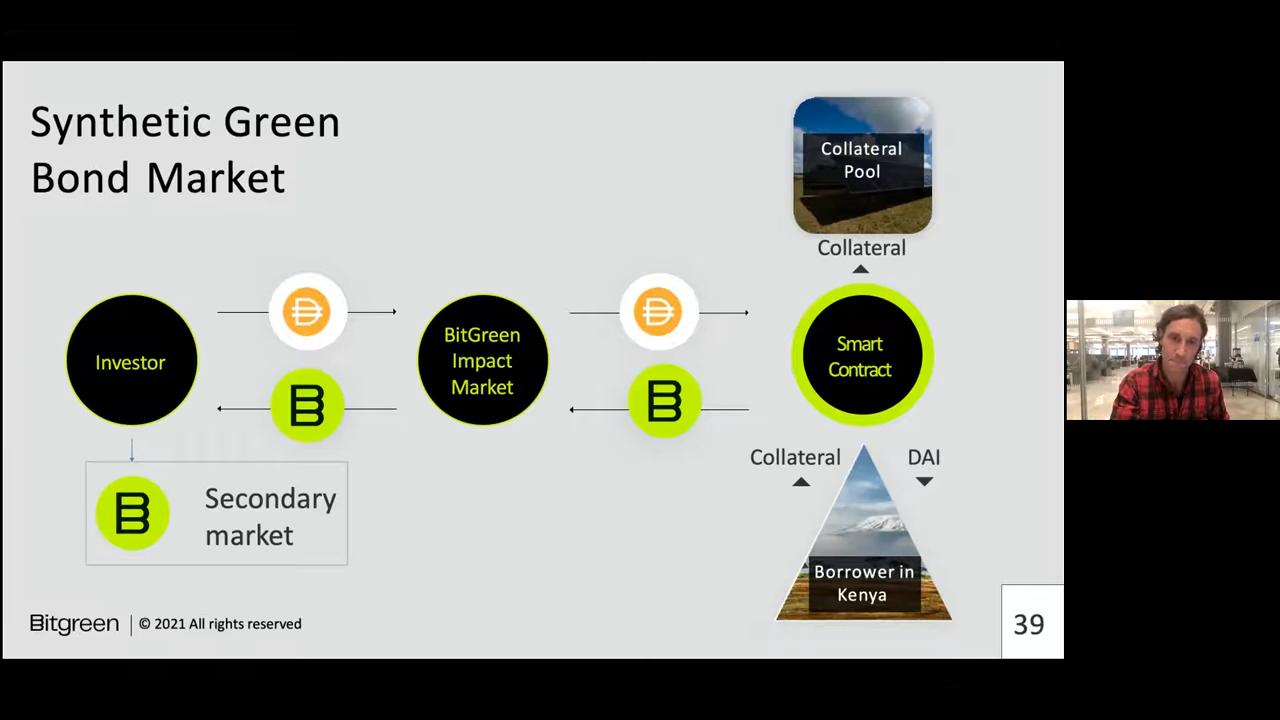 Synthetic Green
Bond Market
Collateral
Pool
Collateral
Investor
BitGreen
Impact
Market
Smart
Contract
Collateral
DAI
Secondary
market
Borrower in
Kenya
Bitgreen
© 2021 All rights reserved
39